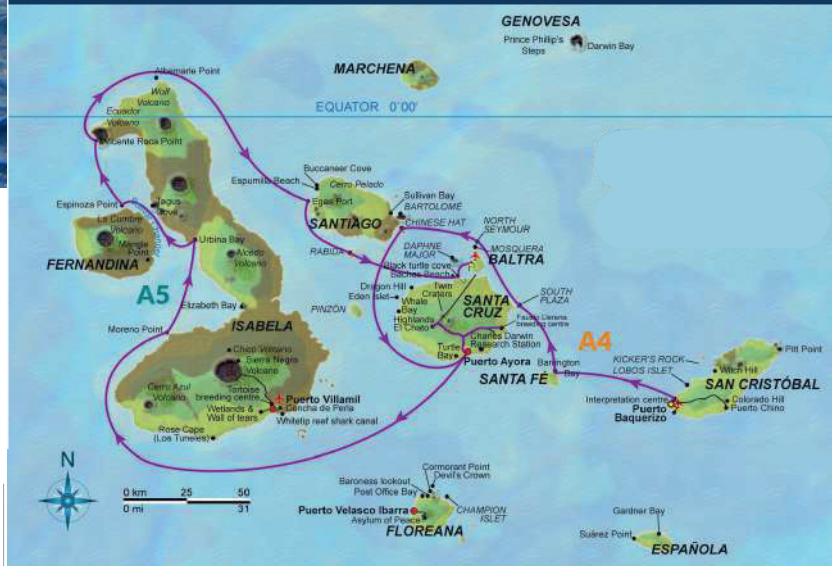 GENOVESA
Prince Phillip's
Steps
Darwin Bay
MARCHENA
Albemarle Point
Wolf
Volcano
EQUATOR 0°00'
Ecuador
Volcano
Vicente Roca Point
Buccaneer Cove
Espumilla Beach
Cerro Pelado
Sullivan Bay
BARTOLOMÉ
Egas Port
SANTIAGO
CHINESE HAT
Espinoza Point
Tagus
Cove
La Cumbre
Volcano
Mangle
Point
FERNANDINA
Urbina Bay
Alcedo
Volcano
A5
Elizabeth Bay
RABIDA
NORTH
SEYMOUR
DAPHNE
MAJOR
MOSQUERA
BALTRA
Black turtle cove
Bachas Beach
Dragon Hill
Eden islet
Twin
Craters
Whale
Bay
SANTA
CRUZ
SOUTH
PLAZA
PINZÓN
Highlands
El Chato
Fausto Llerena
breeding centre
Charles Darwin
Research Station
Turtle
Bay
Puerto Ayora
A4
Moreno Point
ISABELA
Chico Volcano
Sierra Negra
Volcano
Cerro Azul
Volcano
Tortoise
breeding centre
Puerto Villamil
Concha de Perla
Wetlands &
Wall of tears
Whitetip reef shark canal
Rose Cape
(Los Tuneles)
SANTA FÉ
Barrington
Bay
KICKER'S ROCK
LOBOS ISLET
Pitt Point
Witch Hill
SAN CRISTÓBAL
Interpretation centre
Puerto
Baquerizo
Colorado Hill
Puerto Chino
N
0 km 25 50
0 mi 31
Cormorant Point
Devil's Crown
Baroness lookout
Post Office Bay
Puerto Velasco Ibarra
Asylum of Peace
CHAMPION
ISLET
FLOREANA
Gardner Bay
Suárez Point
ESPAÑOLA